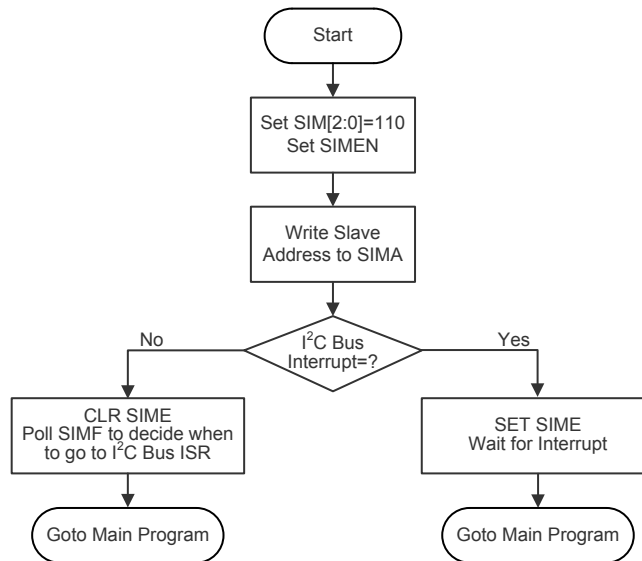 Start
Set SIM[2:0]=110
Set SIMEN
Write Slave
Address to SIMA
I²C Bus
Interrupt=?
No
Yes
CLR SIME
Poll SIMF to decide when
to go to I²C Bus ISR
SET SIME
Wait for Interrupt
Goto Main Program
Goto Main Program